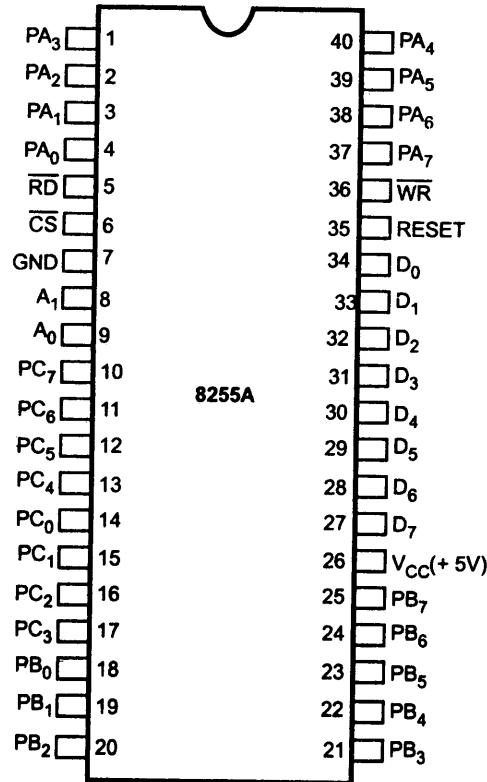 PA₃ 1 40 PA₄
PA₂ 2 39 PA₅
PA₁ 3 38 PA₆
PA₀ 4 37 PA₇
R̅D̅ 5 36 W̅R̅
C̅S̅ 6 35 RESET
GND 7 34 D₀
A₁ 8 33 D₁
A₀ 9 32 D₂
PC₇ 10 31 D₃
8255A
PC₆ 11 30 D₄
PC₅ 12 29 D₅
PC₄ 13 28 D₆
PC₀ 14 27 D₇
PC₁ 15 26 V_CC(+ 5V)
PC₂ 16 25 PB₇
PC₃ 17 24 PB₆
PB₀ 18 23 PB₅
PB₁ 19 22 PB₄
PB₂ 20 21 PB₃